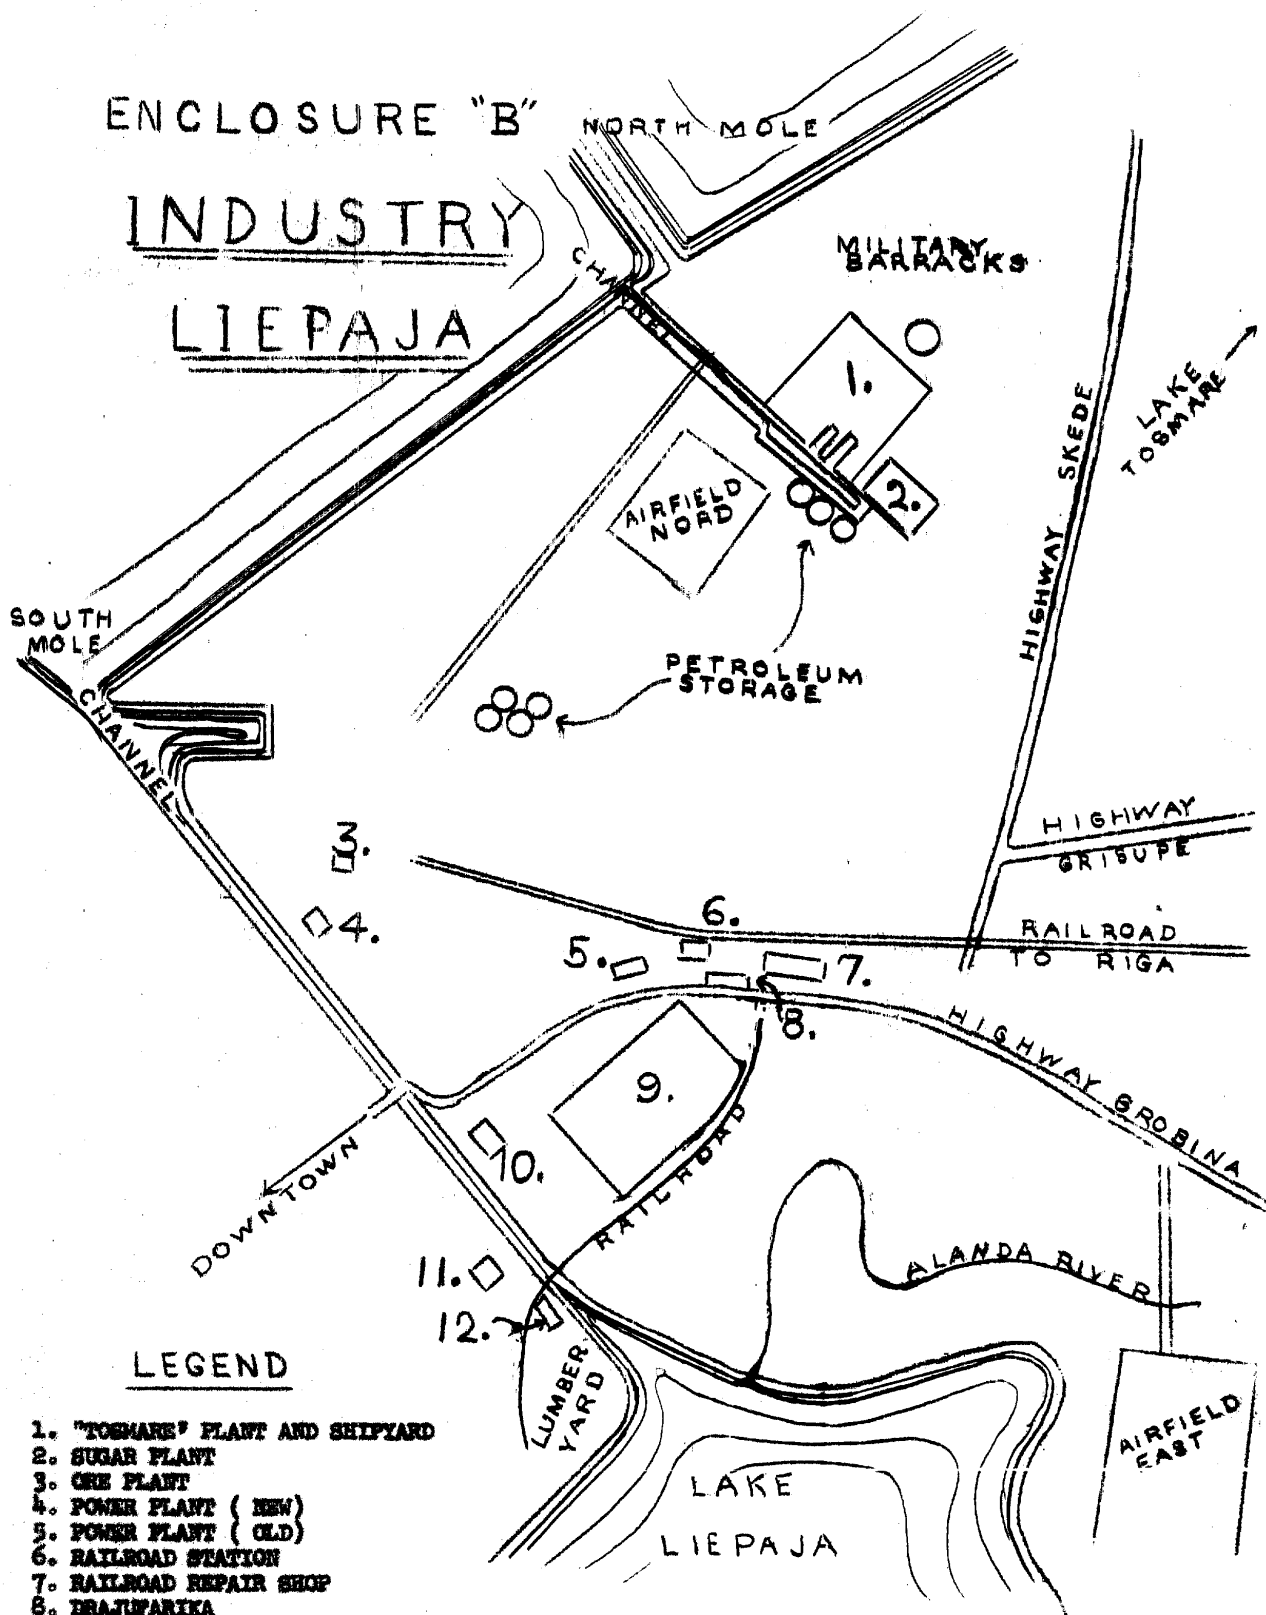 ENCLOSURE "B"
INDUSTRY
LIEPAJA
NORTH MOLE
CHANNEL
MILITARY
BARRACKS
1.
2.
AIRFIELD
NORD
HIGHWAY SKEDE
LAKE
TOSMARE
SOUTH
MOLE
CHANNEL
PETROLEUM
STORAGE
3.
4.
HIGHWAY
GRISUPE
RAILROAD
TO RIGA
5.
6.
7.
8.
HIGHWAY GROBINA
9.
10.
RAILROAD
DOWNTOWN
11.
12.
LUMBER
YARD
ALANDA RIVER
AIRFIELD
EAST
LAKE
LIEPAJA
LEGEND
1. "TOSMARE" PLANT AND SHIPYARD
2. SUGAR PLANT
3. ORE PLANT
4. POWER PLANT ( NEW)
5. POWER PLANT ( OLD)
6. RAILROAD STATION
7. RAILROAD REPAIR SHOP
8.